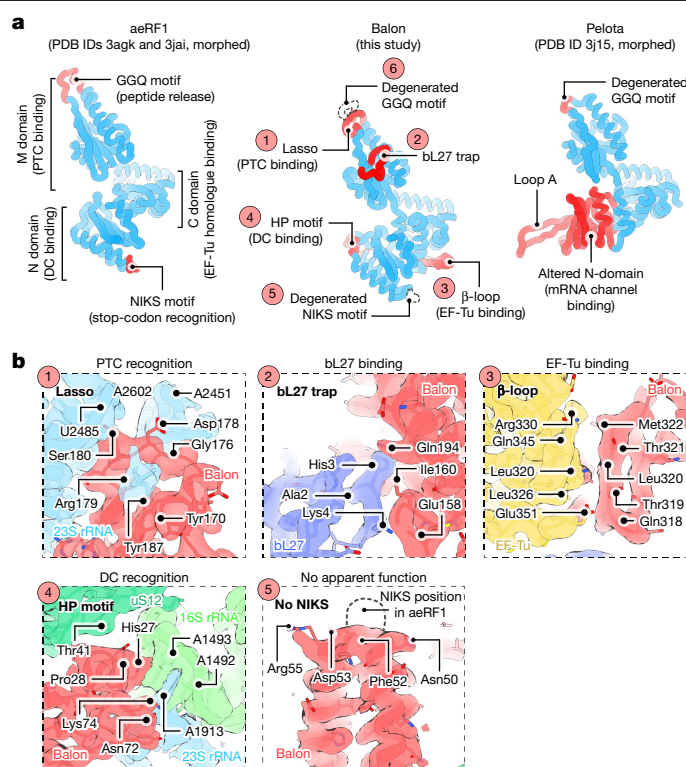 a
aeRF1
(PDB IDs 3agk and 3jai, morphed)
Balon
(this study)
Pelota
(PDB ID 3j15, morphed)
GGQ motif
(peptide release)
M domain
(PTC binding)
N domain
(DC binding)
C domain
(EF-Tu homologue binding)
NIKS motif
(stop-codon recognition)
6
Degenerated
GGQ motif
1
Lasso
(PTC binding)
2
bL27 trap
4
HP motif
(DC binding)
5
Degenerated
NIKS motif
3
β-loop
(EF-Tu binding)
Degenerated
GGQ motif
Loop A
Altered N-domain
(mRNA channel
binding)
b
PTC recognition
1
Lasso
A2602
A2451
U2485
Asp178
Ser180
Gly176
Balon
Arg179
Tyr170
23S rRNA
Tyr187
bL27 binding
2
bL27 trap
Balon
Gln194
His3
Ile160
Ala2
Glu158
Lys4
bL27
EF-Tu binding
3
β-loop
Balon
Arg330
Met322
Gln345
Thr321
Leu320
Leu320
Leu326
Thr319
Glu351
Gln318
EF-Tu
DC recognition
4
HP motif
uS12
16S rRNA
His27
Thr41
A1493
A1492
Pro28
Lys74
Asn72
A1913
Balon
23S rRNA
No apparent function
5
No NIKS
NIKS position
in aeRF1
Arg55
Asp53
Phe52
Asn50
Balon